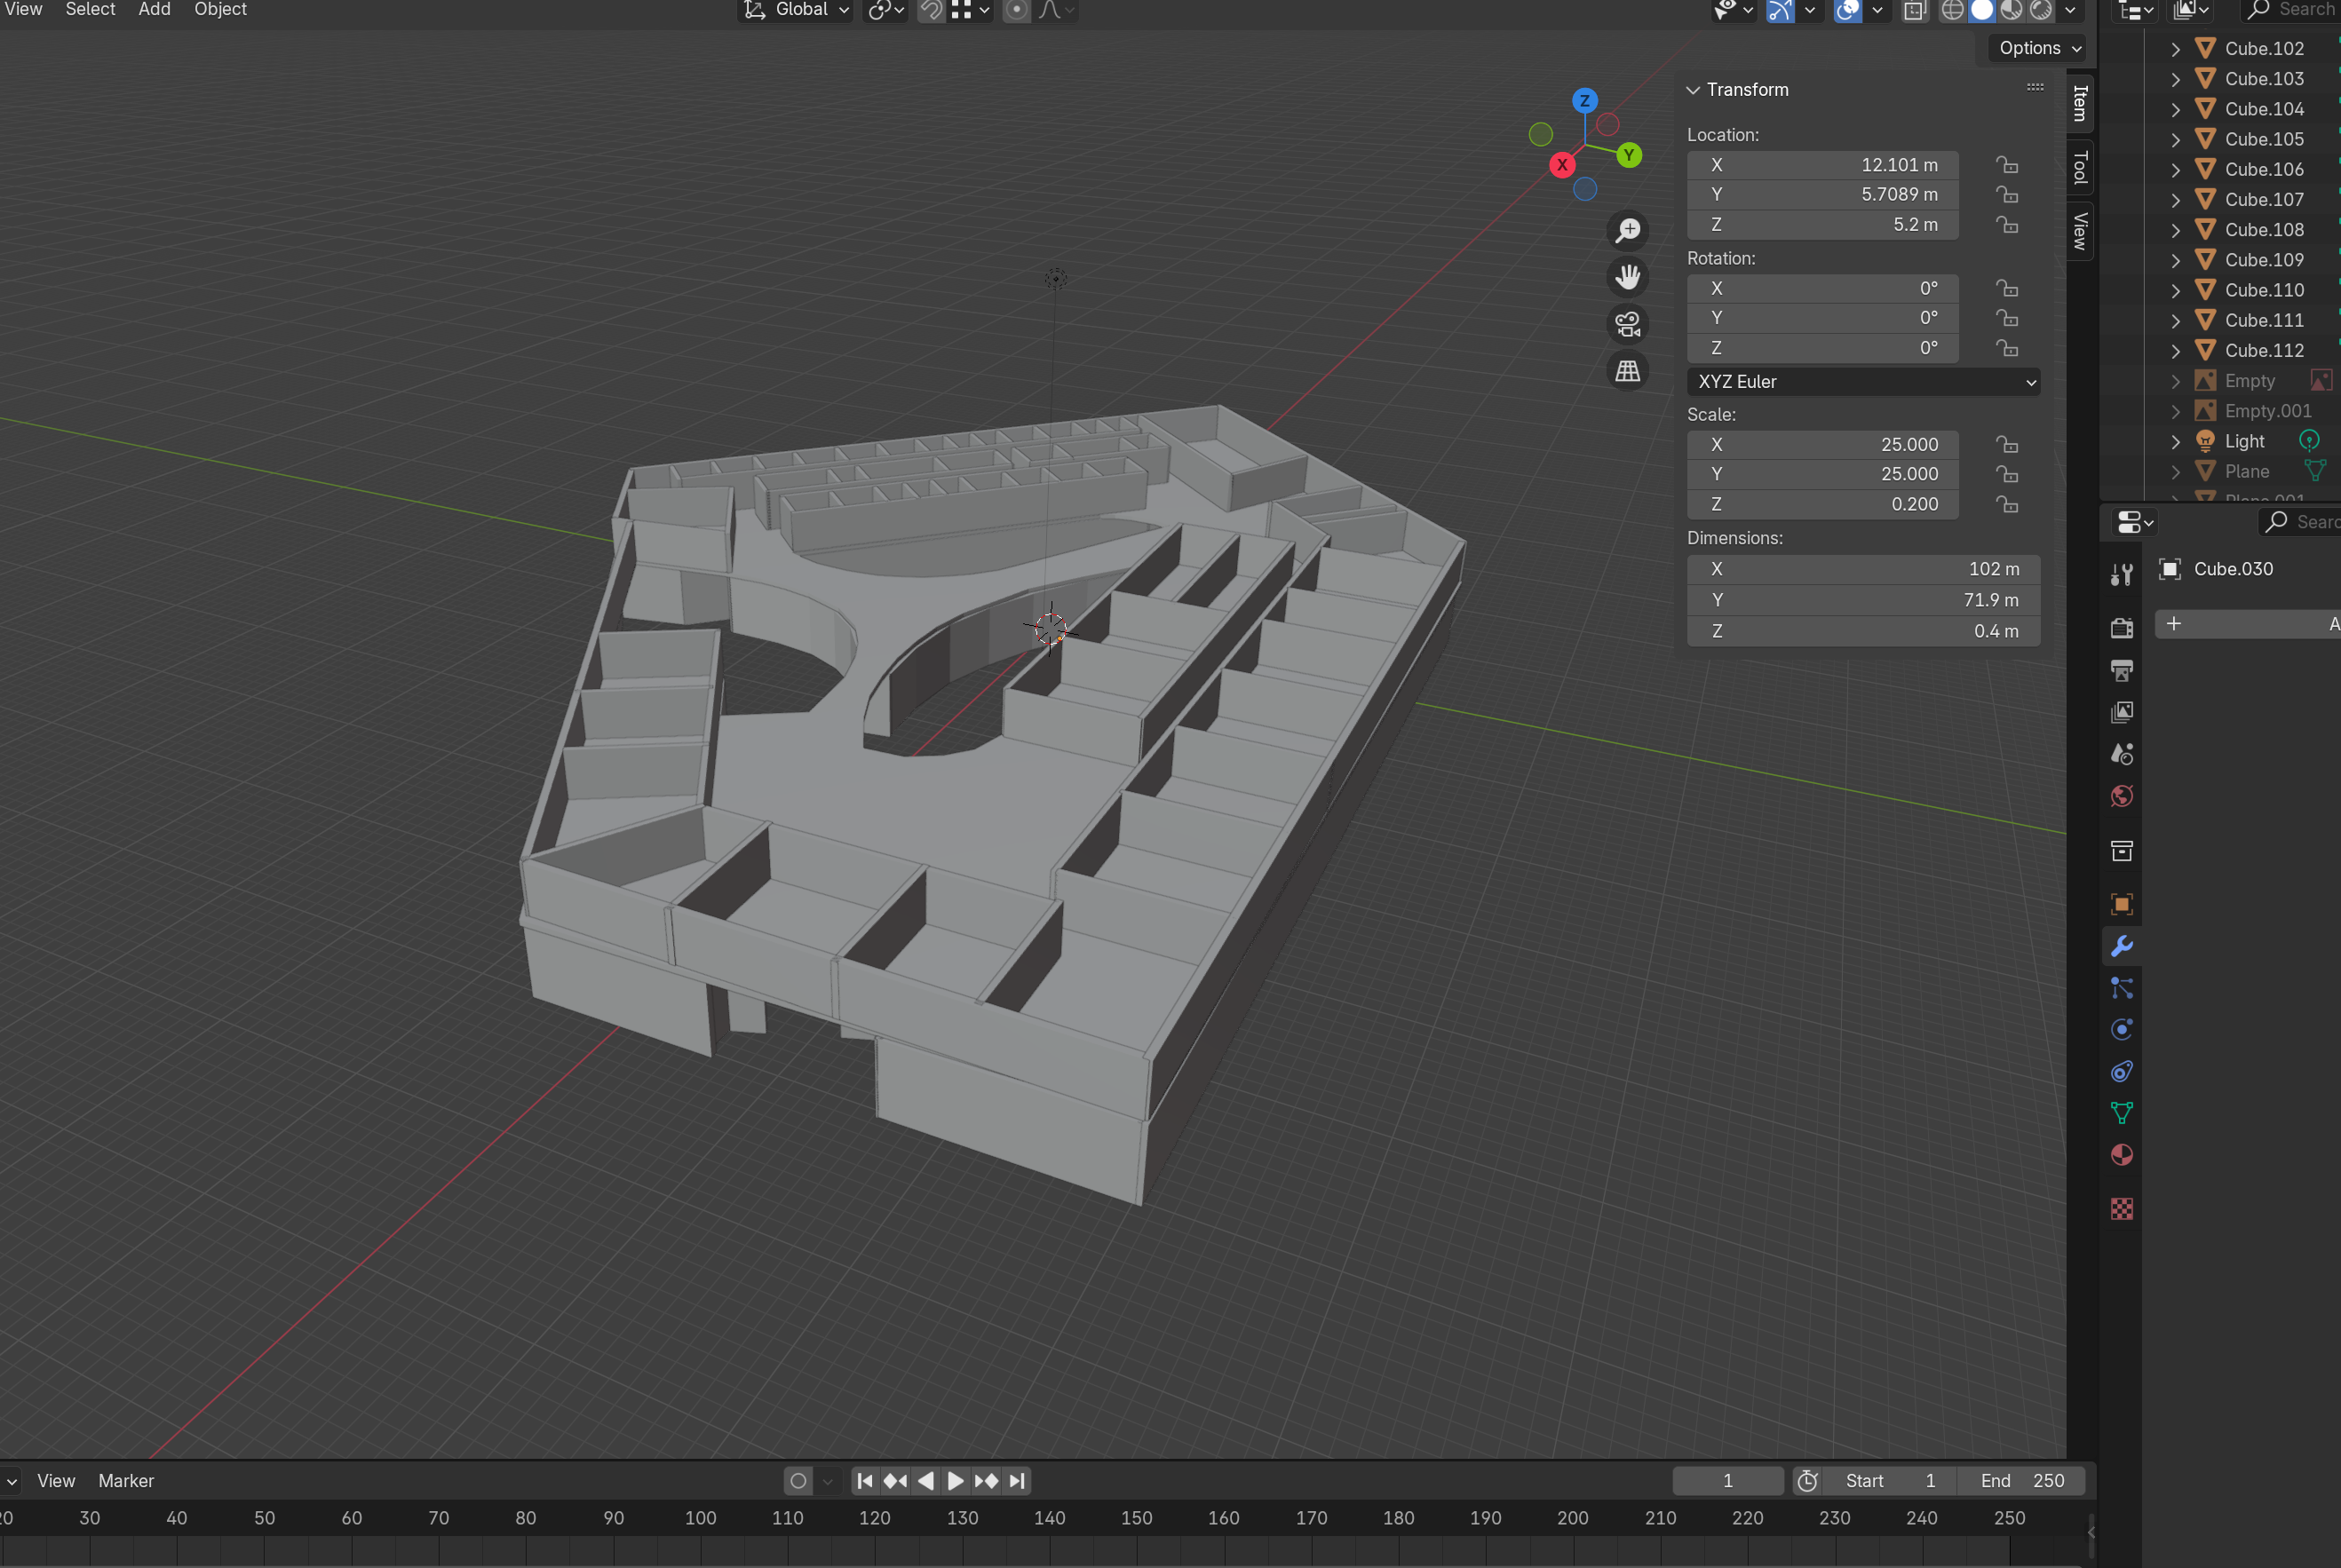 View Select Add Object Global
Search
Options
Z
Y
X
Transform
Location:
X 12.101 m
Y 5.7089 m
Z 5.2 m
Rotation:
X 0°
Y 0°
Z 0°
XYZ Euler
Scale:
X 25.000
Y 25.000
Z 0.200
Dimensions:
X 102 m
Y 71.9 m
Z 0.4 m
Item
Tool
View
Cube.102
Cube.103
Cube.104
Cube.105
Cube.106
Cube.107
Cube.108
Cube.109
Cube.110
Cube.111
Cube.112
Empty
Empty.001
Light
Plane
Plane.001
Searc
Cube.030
A
View Marker 1 Start 1 End 250
20 30 40 50 60 70 80 90 100 110 120 130 140 150 160 170 180 190 200 210 220 230 240 250